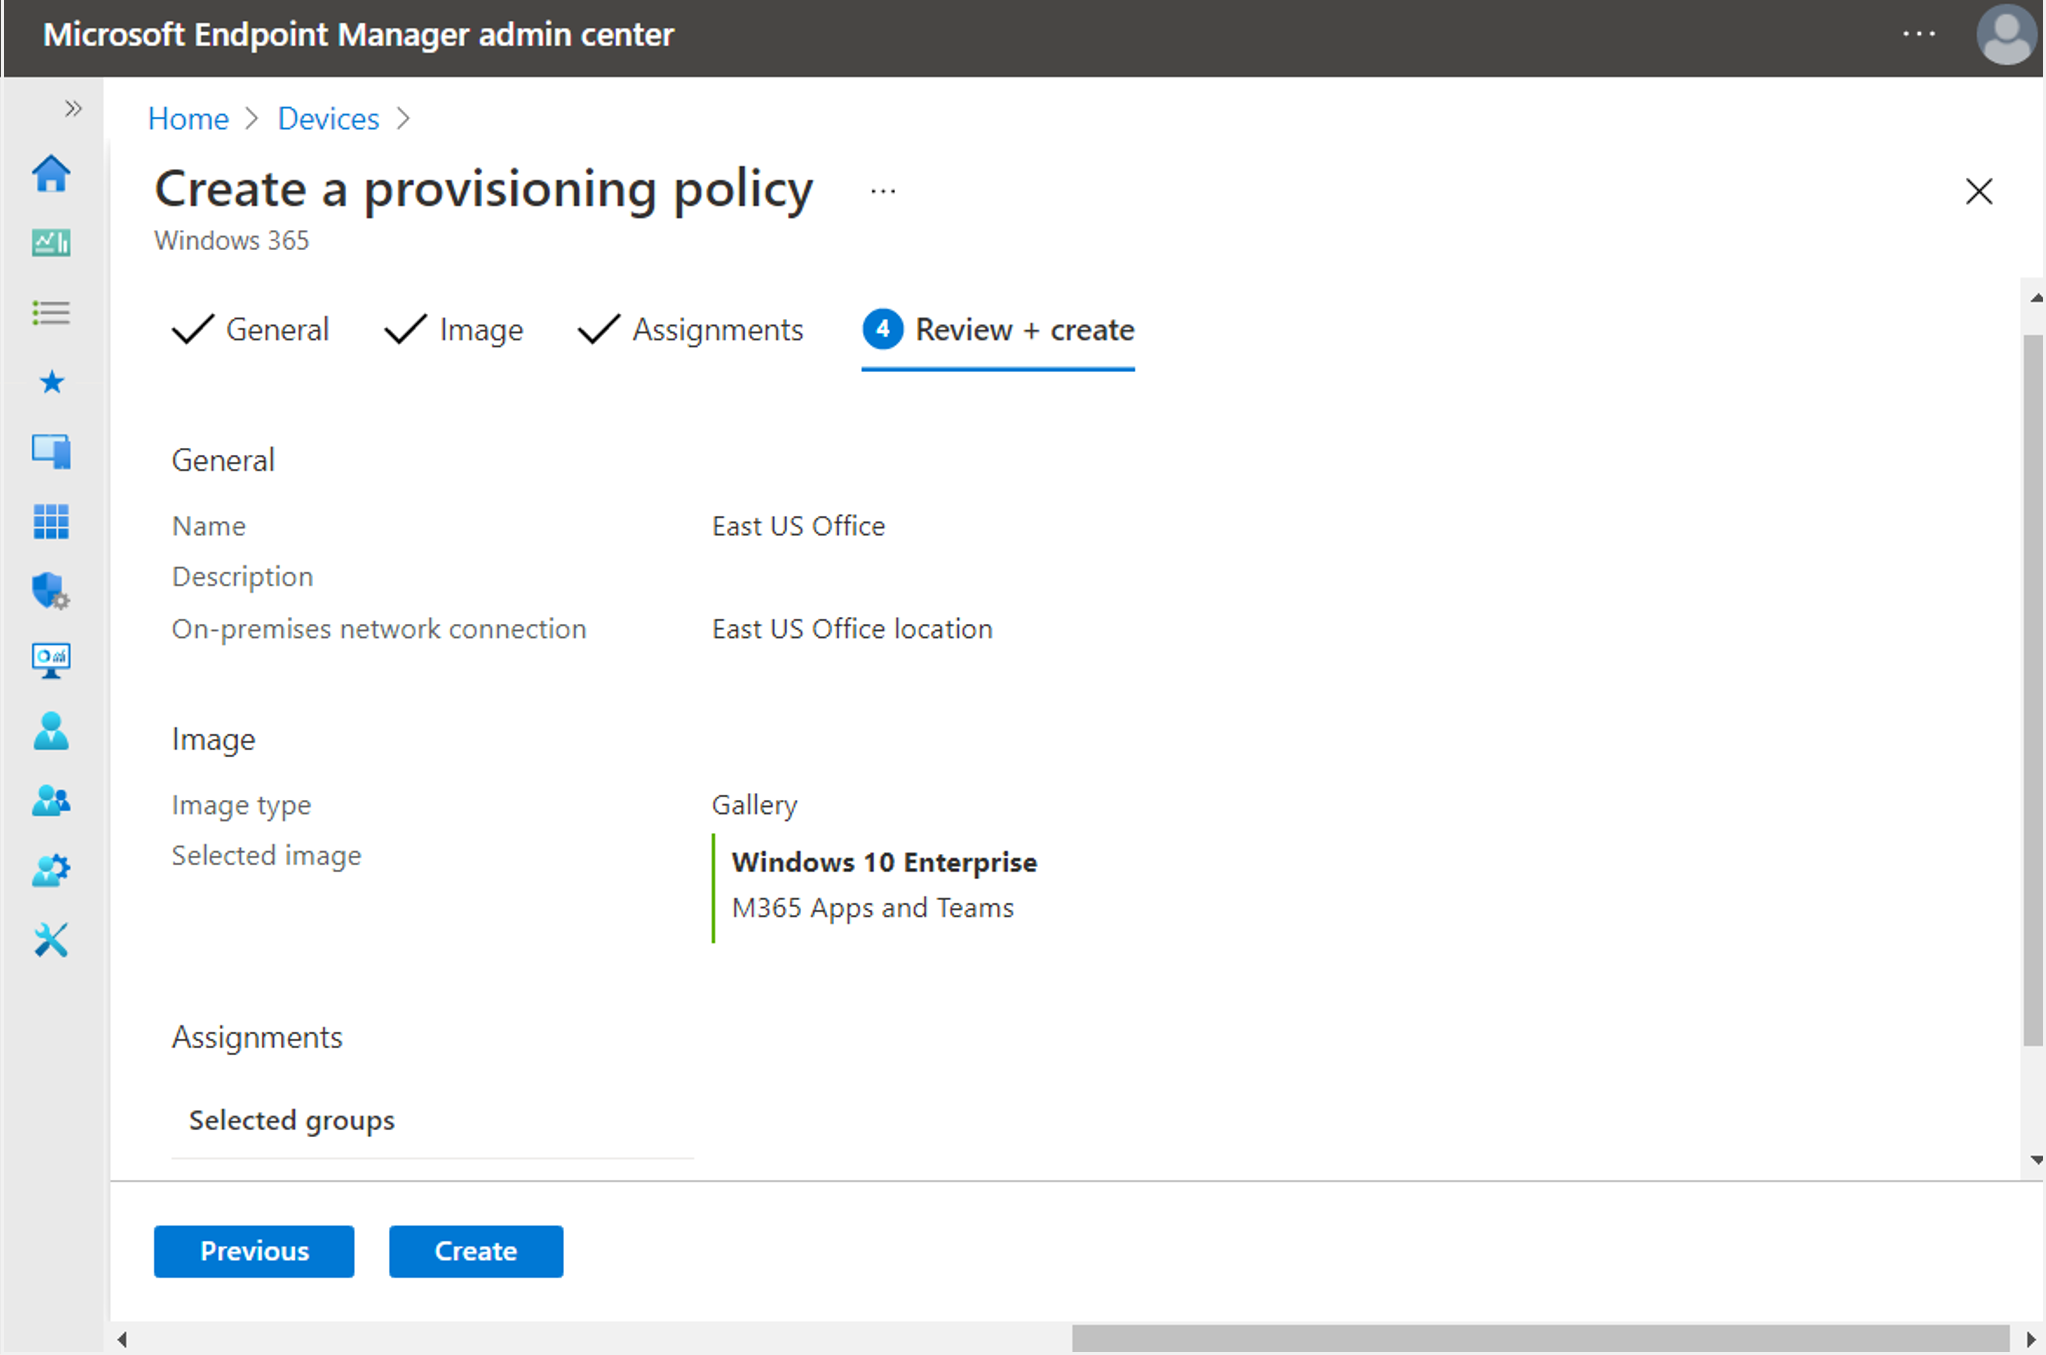 Microsoft Endpoint Manager admin center
Home > Devices >
Create a provisioning policy ...
Windows 365
General Image Assignments 4 Review + create
General
Name East US Office
Description
On-premises network connection East US Office location
Image
Image type Gallery
Selected image Windows 10 Enterprise
M365 Apps and Teams
Assignments
Selected groups
Previous Create